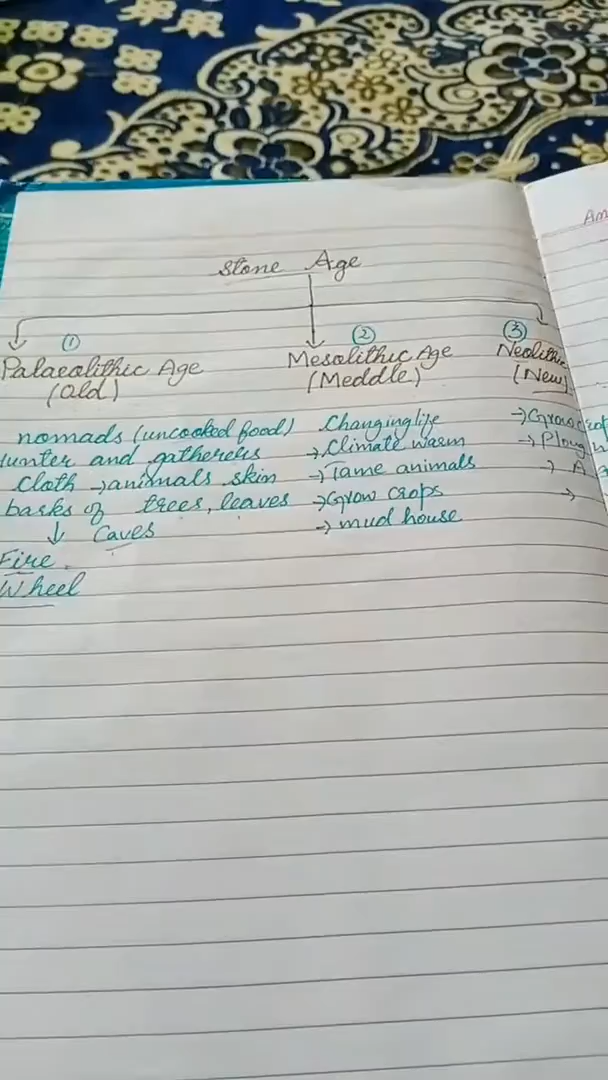 Stone Age
①
Palaeolithic Age
(Old)
nomads (uncooked food)
Hunter and gatherers
Cloth → animals skin
barks of trees, leaves
↓ Caves
Fire
Wheel
②
Mesolithic Age
(Meddle)
Changing life
→ Climate warm
→ Tame animals
→ Grow crops
→ mud house
③
Neolithic
(New)
→ Grow
→ Plough
→ A
→
Am